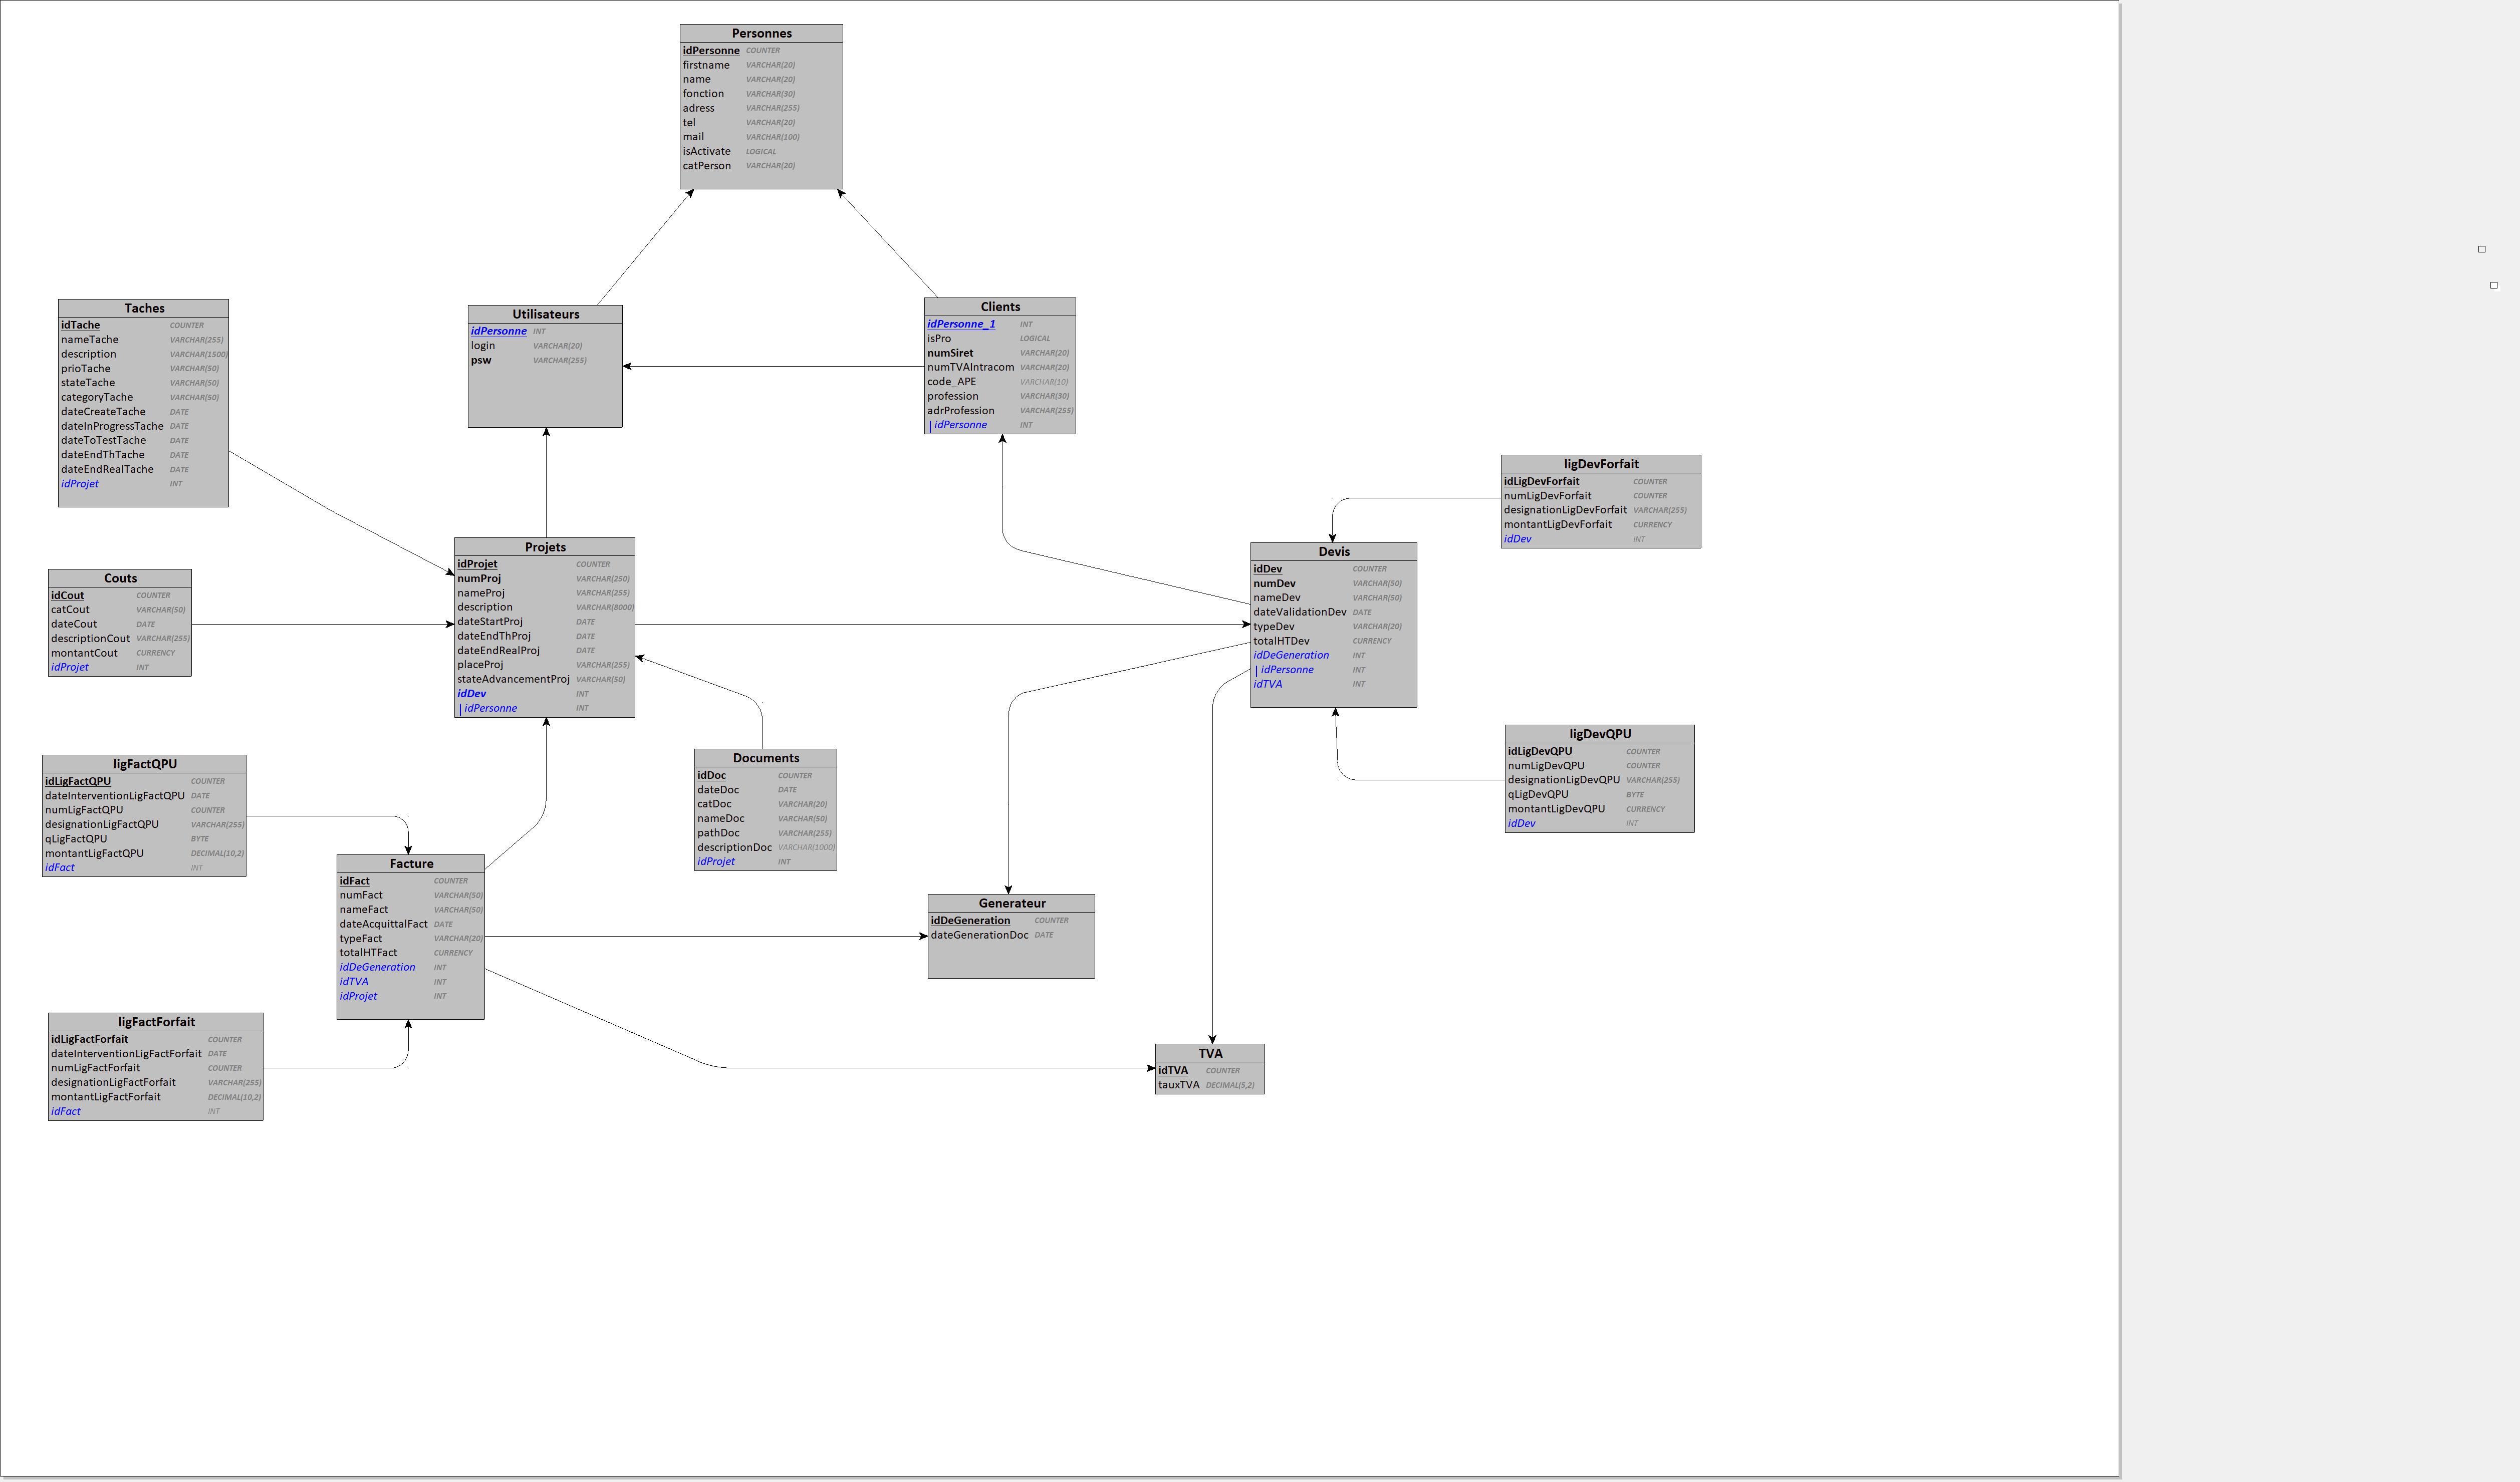 Personnes
idPersonne COUNTER
firstname VARCHAR(20)
name VARCHAR(20)
fonction VARCHAR(30)
adress VARCHAR(255)
tel VARCHAR(20)
mail VARCHAR(100)
isActivate LOGICAL
catPerson VARCHAR(20)
Taches
idTache COUNTER
nameTache VARCHAR(255)
description VARCHAR(1500)
prioTache VARCHAR(50)
stateTache VARCHAR(50)
categoryTache VARCHAR(50)
dateCreateTache DATE
dateInProgressTache DATE
dateToTestTache DATE
dateEndThTache DATE
dateEndRealTache DATE
idProjet INT
Utilisateurs
idPersonne INT
login VARCHAR(20)
psw VARCHAR(255)
Clients
idPersonne_1 INT
isPro LOGICAL
numSiret VARCHAR(20)
numTVAIntracom VARCHAR(20)
code_APE VARCHAR(10)
profession VARCHAR(30)
adrProfession VARCHAR(255)
| idPersonne INT
ligDevForfait
idLigDevForfait COUNTER
numLigDevForfait COUNTER
designationLigDevForfait VARCHAR(255)
montantLigDevForfait CURRENCY
idDev INT
Couts
idCout COUNTER
catCout VARCHAR(50)
dateCout DATE
descriptionCout VARCHAR(255)
montantCout CURRENCY
idProjet INT
Projets
idProjet COUNTER
numProj VARCHAR(250)
nameProj VARCHAR(255)
description VARCHAR(8000)
dateStartProj DATE
dateEndThProj DATE
dateEndRealProj DATE
placeProj VARCHAR(255)
stateAdvancementProj VARCHAR(50)
idDev INT
| idPersonne INT
Devis
idDev COUNTER
numDev VARCHAR(50)
nameDev VARCHAR(50)
dateValidationDev DATE
typeDev VARCHAR(20)
totalHTDev CURRENCY
idDeGeneration INT
| idPersonne INT
idTVA INT
ligDevQPU
idLigDevQPU COUNTER
numLigDevQPU COUNTER
designationLigDevQPU VARCHAR(255)
qLigDevQPU BYTE
montantLigDevQPU CURRENCY
idDev INT
ligFactQPU
idLigFactQPU COUNTER
dateInterventionLigFactQPU DATE
numLigFactQPU COUNTER
designationLigFactQPU VARCHAR(255)
qLigFactQPU BYTE
montantLigFactQPU DECIMAL(10,2)
idFact INT
Documents
idDoc COUNTER
dateDoc DATE
catDoc VARCHAR(20)
nameDoc VARCHAR(50)
pathDoc VARCHAR(255)
descriptionDoc VARCHAR(1000)
idProjet INT
Facture
idFact COUNTER
numFact VARCHAR(50)
nameFact VARCHAR(50)
dateAcquittalFact DATE
typeFact VARCHAR(20)
totalHTFact CURRENCY
idDeGeneration INT
idTVA INT
idProjet INT
Generateur
idDeGeneration COUNTER
dateGenerationDoc DATE
ligFactForfait
idLigFactForfait COUNTER
dateInterventionLigFactForfait DATE
numLigFactForfait COUNTER
designationLigFactForfait VARCHAR(255)
montantLigFactForfait DECIMAL(10,2)
idFact INT
TVA
idTVA COUNTER
tauxTVA DECIMAL(5,2)